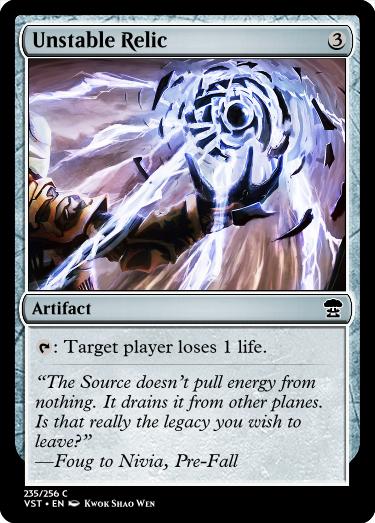 Unstable Relic 3
Artifact
: Target player loses 1 life.
“The Source doesn’t pull energy from
nothing. It drains it from other planes.
Is that really the legacy you wish to
leave?”
—Foug to Nivia, Pre-Fall
235/256 C
VST • EN Kwok Shao Wen